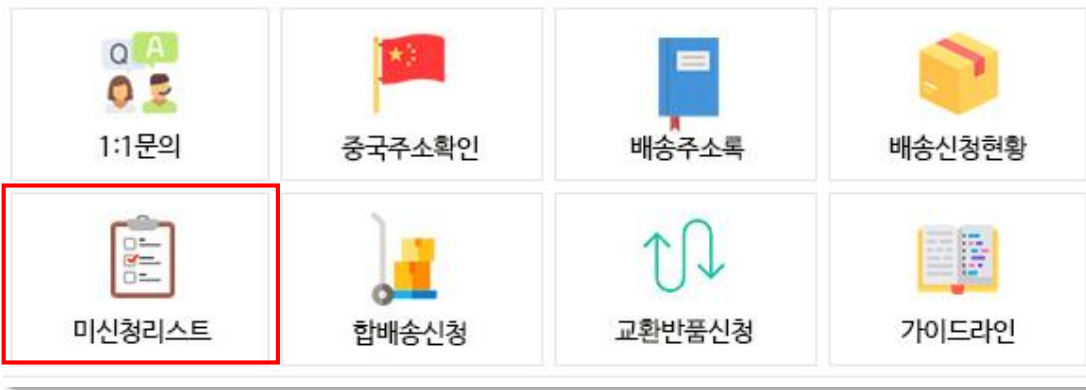 Q A
1:1문의
중국주소확인
배송주소록
배송신청현황
미신청리스트
합배송신청
교환반품신청
가이드라인